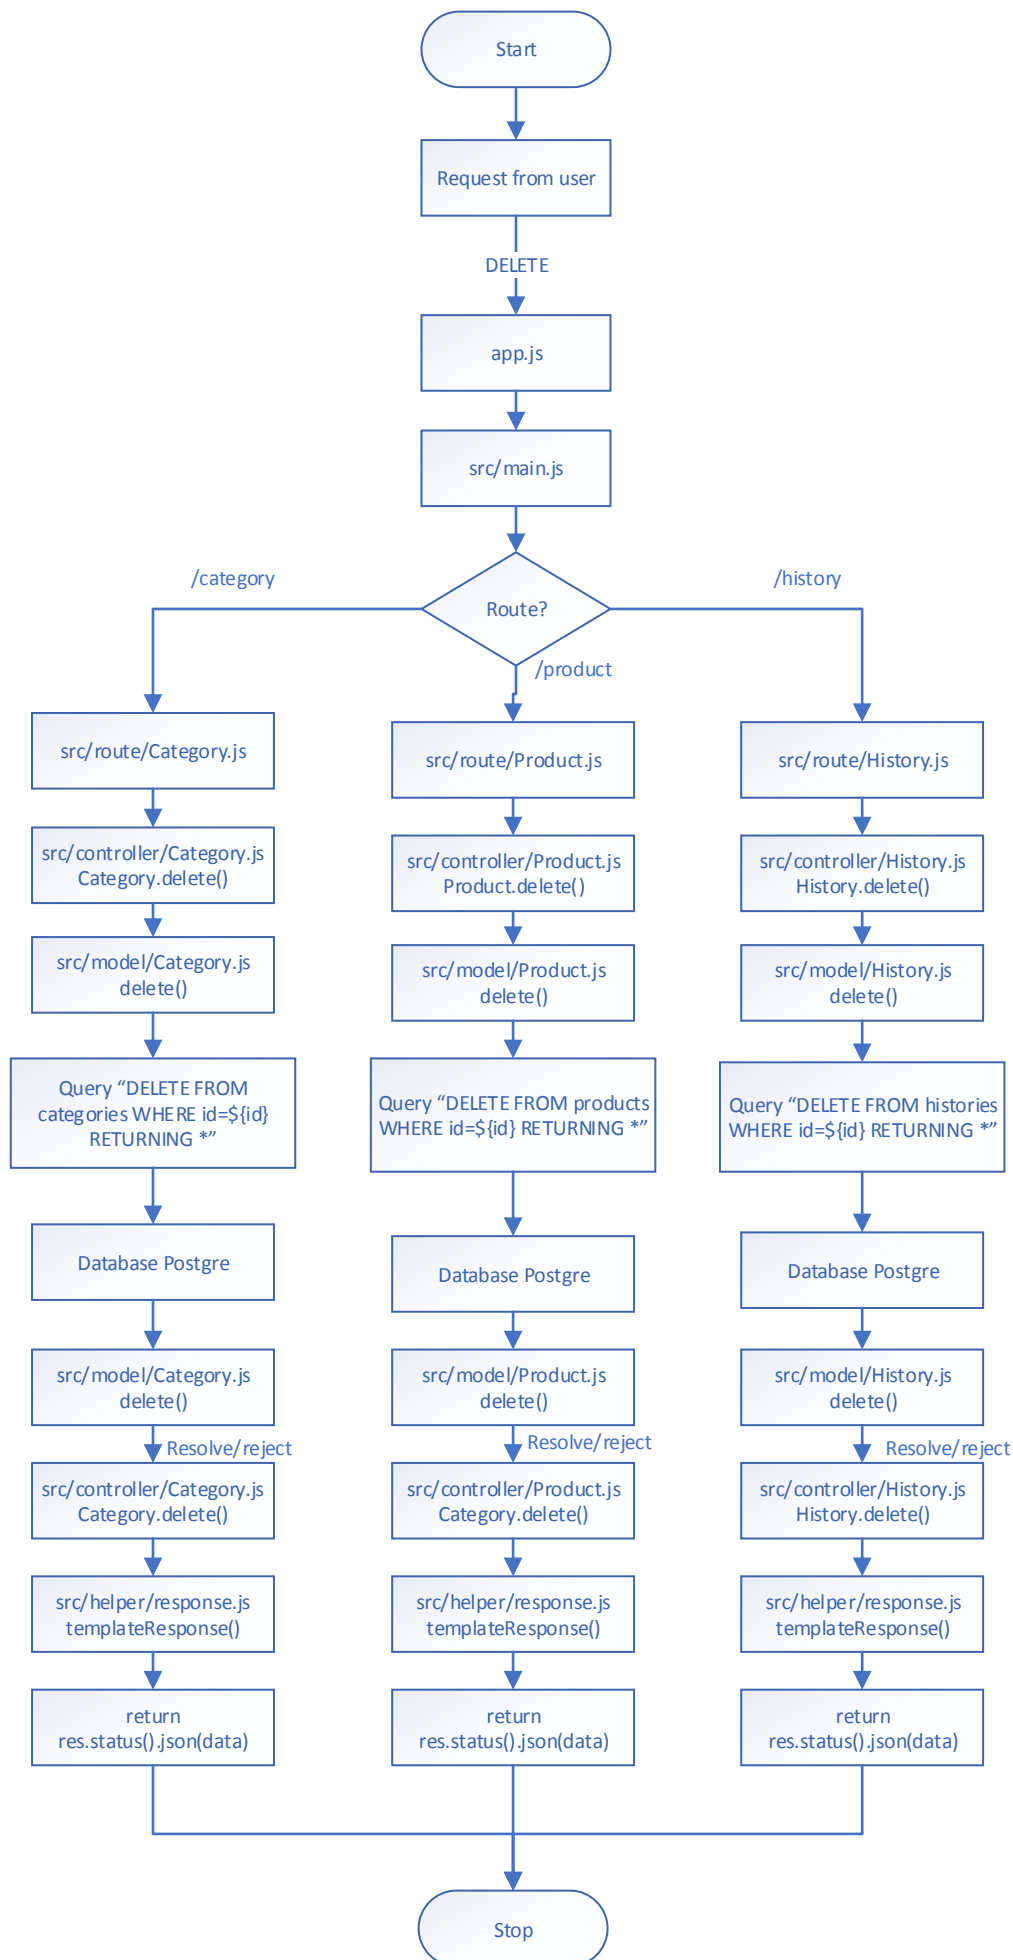 Start
Request from user
DELETE
app.js
src/main.js
Route?
/category
/product
/history
src/route/Category.js
src/controller/Category.js
Category.delete()
src/model/Category.js
delete()
Query “DELETE FROM
categories WHERE id=${id}
RETURNING *”
Database Postgre
src/model/Category.js
delete()
Resolve/reject
src/controller/Category.js
Category.delete()
src/helper/response.js
templateResponse()
return
res.status().json(data)
src/route/Product.js
src/controller/Product.js
Product.delete()
src/model/Product.js
delete()
Query “DELETE FROM products
WHERE id=${id} RETURNING *”
Database Postgre
src/model/Product.js
delete()
Resolve/reject
src/controller/Product.js
Category.delete()
src/helper/response.js
templateResponse()
return
res.status().json(data)
src/route/History.js
src/controller/History.js
History.delete()
src/model/History.js
delete()
Query “DELETE FROM histories
WHERE id=${id} RETURNING *”
Database Postgre
src/model/History.js
delete()
Resolve/reject
src/controller/History.js
History.delete()
src/helper/response.js
templateResponse()
return
res.status().json(data)
Stop